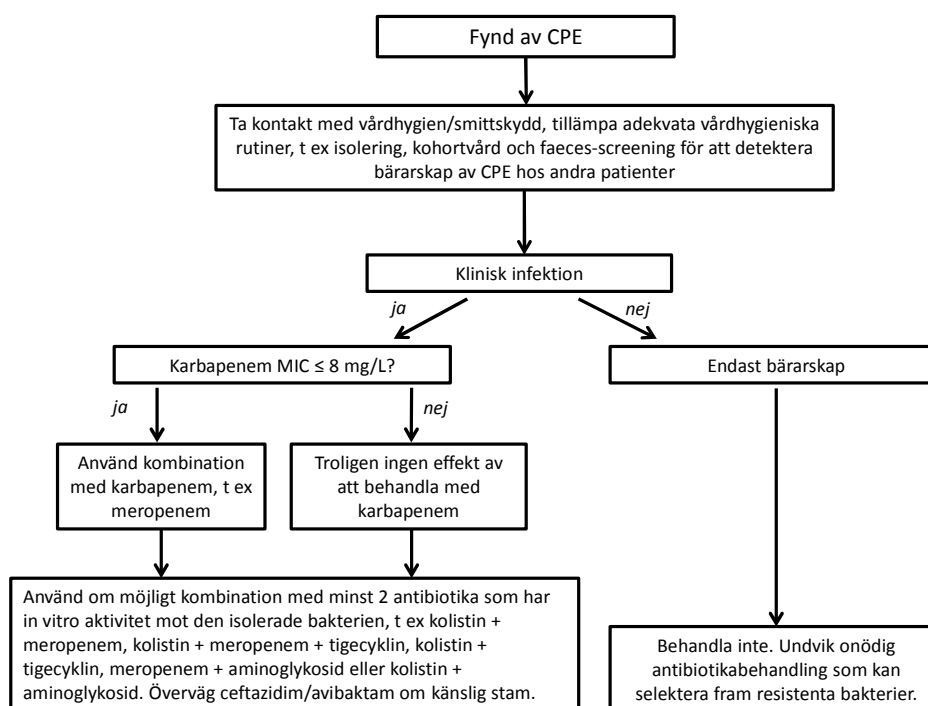 Fynd av CPE
Ta kontakt med vårdhygien/smittskydd, tillämpa adekvata vårdhygieniska
rutiner, t ex isolering, kohortvård och faeces-screening för att detektera
bärarskap av CPE hos andra patienter
Klinisk infektion
ja
nej
Karbapenem MIC ≤ 8 mg/L?
Endast bärarskap
ja
nej
Använd kombination
med karbapenem, t ex
meropenem
Troligen ingen effekt av
att behandla med
karbapenem
Använd om möjligt kombination med minst 2 antibiotika som har
in vitro aktivitet mot den isolerade bakterien, t ex kolistin +
meropenem, kolistin + meropenem + tigecyklin, kolistin +
tigecyklin, meropenem + aminoglykosid eller kolistin +
aminoglykosid. Överväg ceftazidim/avibaktam om känslig stam.
Behandla inte. Undvik onödig
antibiotikabehandling som kan
selektera fram resistenta bakterier.